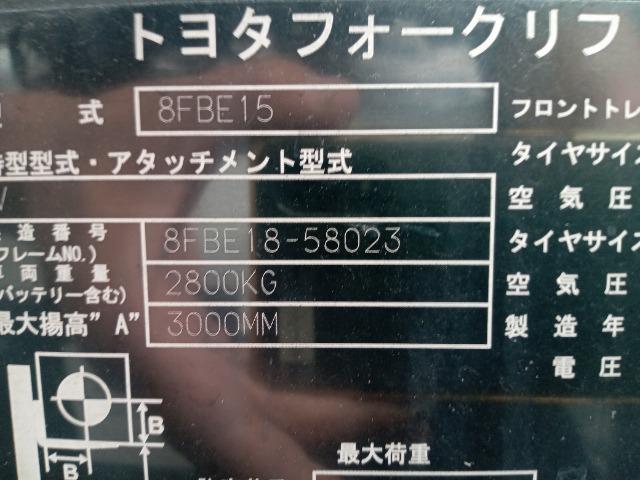 トヨタフォークリフ
式 8FBE15 フロントトレ
特型型式・アタッチメント型式 タイヤサイズ
V 空気圧
造番号 8FBE18-58023 タイヤサイズ
フレームNO.)
車両重量 2800KG 空気圧
バッテリー含む)
最大揚高"A" 3000MM 製造年
電圧
B
B
最大荷重